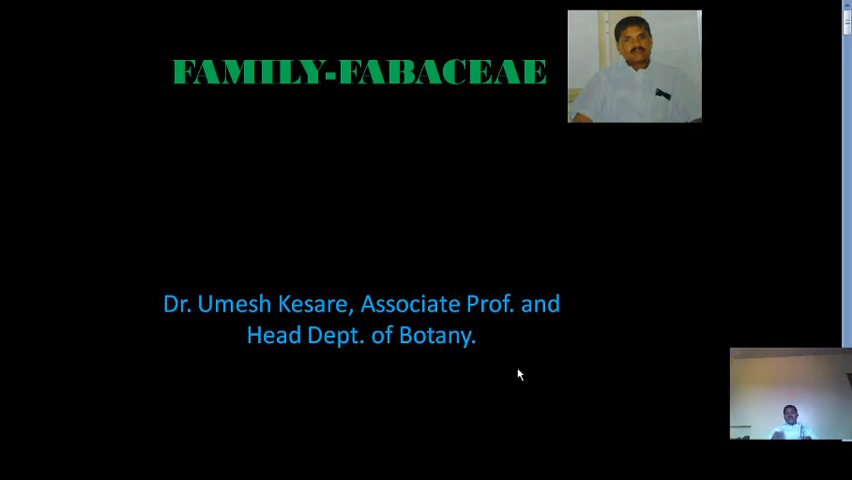 FAMILY-FABACEAE
Dr. Umesh Kesare, Associate Prof. and
Head Dept. of Botany.